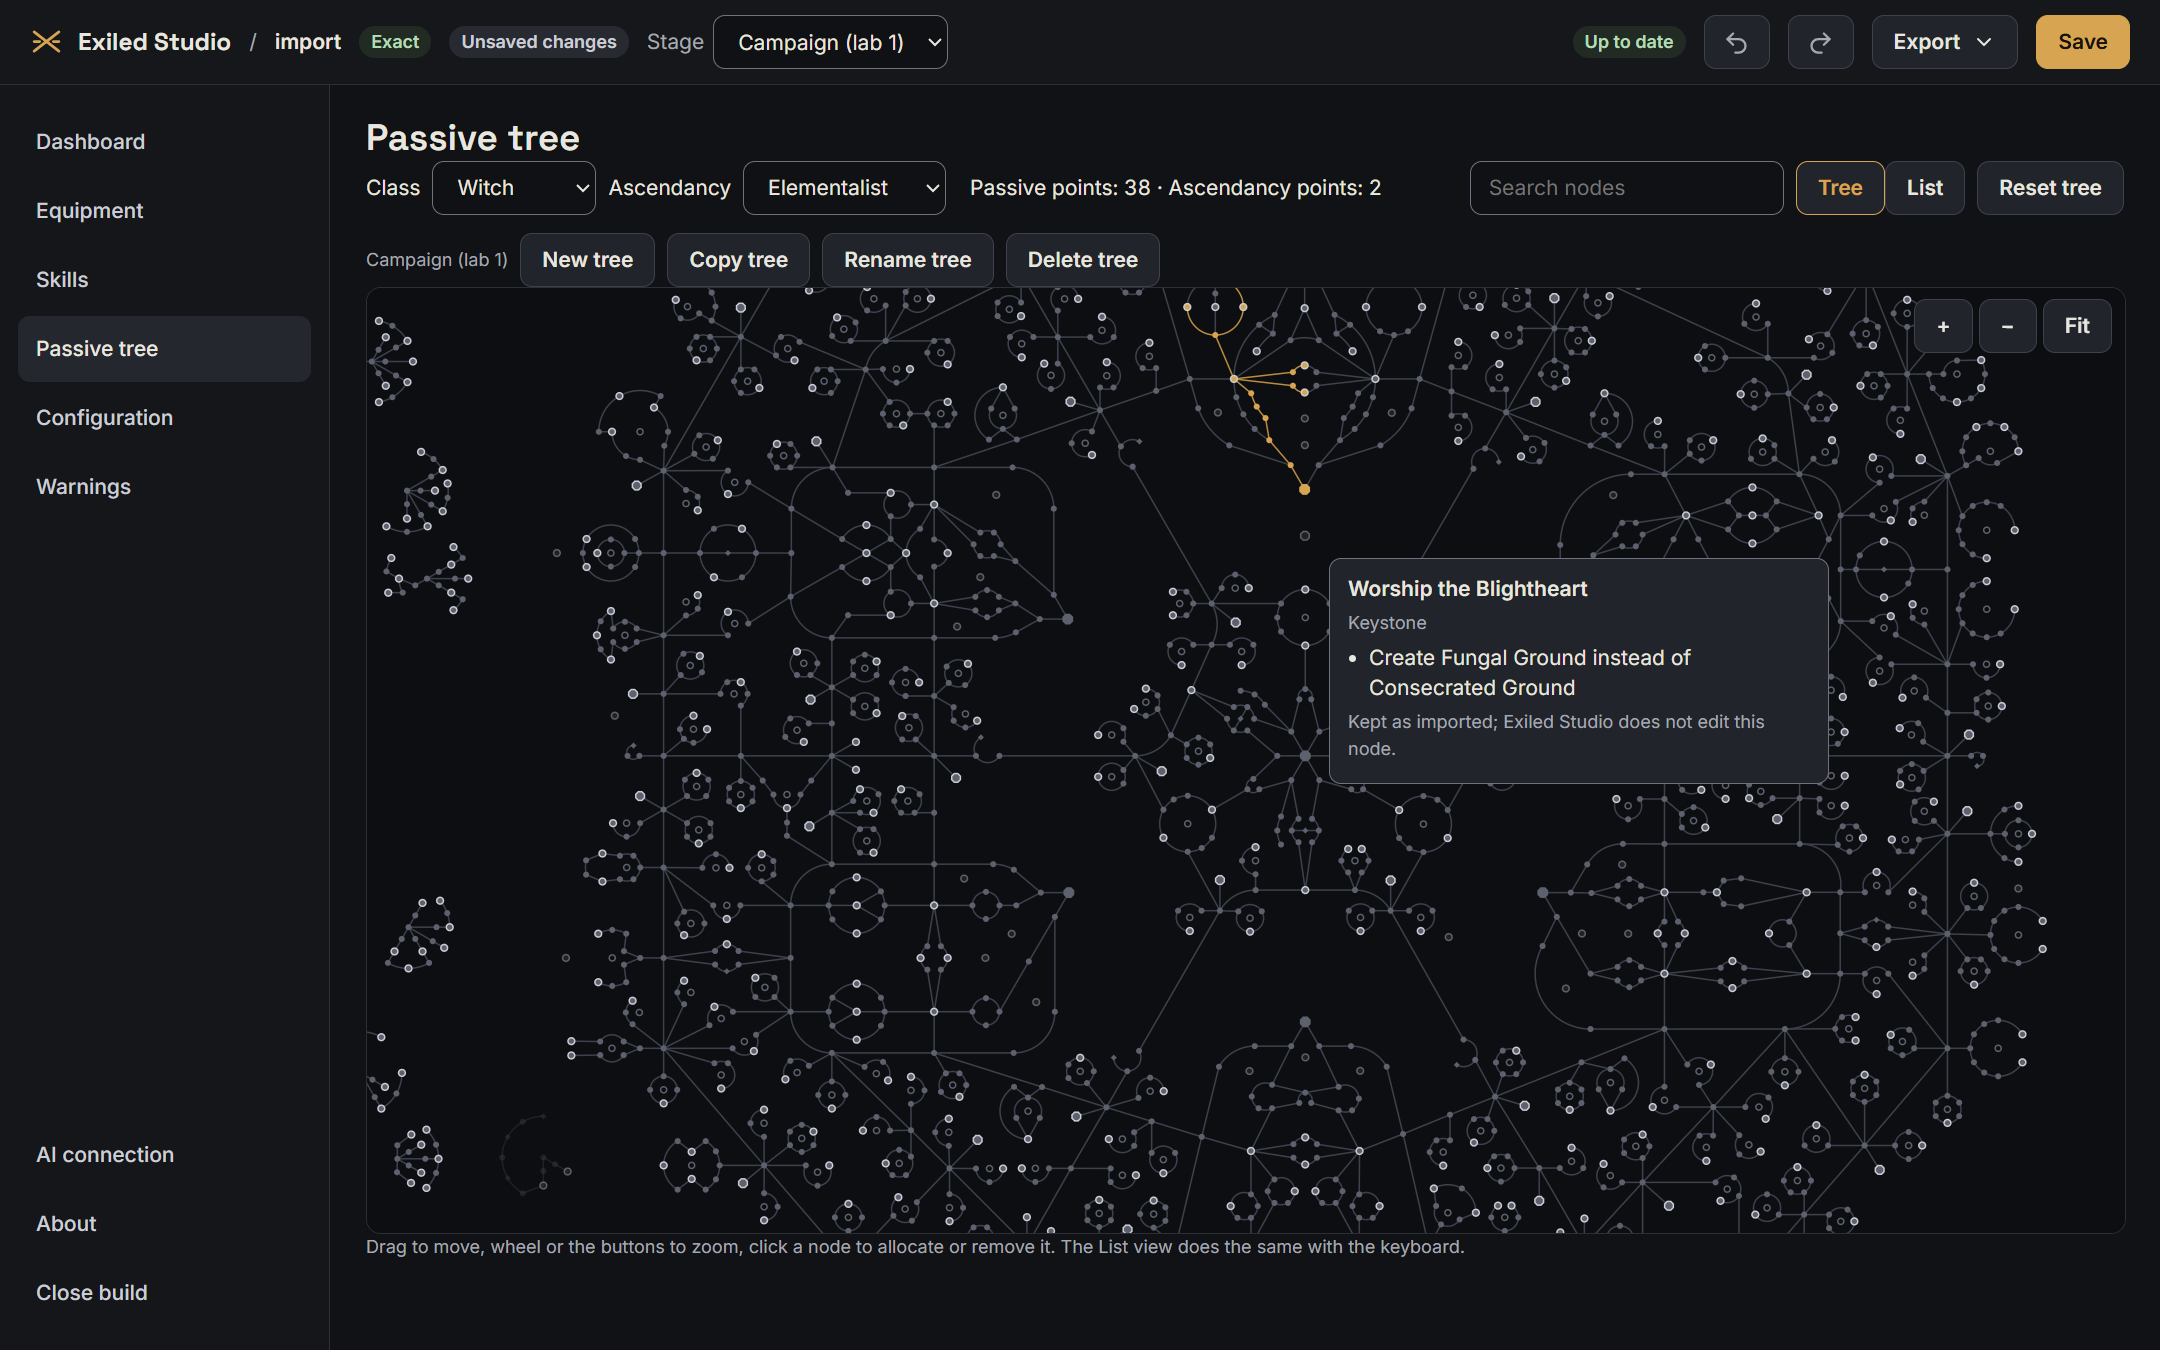 Exiled Studio / import Exact Unsaved changes Stage Campaign (lab 1) Up to date Export Save
Dashboard
Equipment
Skills
Passive tree
Configuration
Warnings
AI connection
About
Close build
Passive tree
Class Witch Ascendancy Elementalist Passive points: 38 · Ascendancy points: 2 Search nodes Tree List Reset tree
Campaign (lab 1) New tree Copy tree Rename tree Delete tree
+ − Fit
Worship the Blightheart
Keystone
• Create Fungal Ground instead of
Consecrated Ground
Kept as imported; Exiled Studio does not edit this
node.
Drag to move, wheel or the buttons to zoom, click a node to allocate or remove it. The List view does the same with the keyboard.